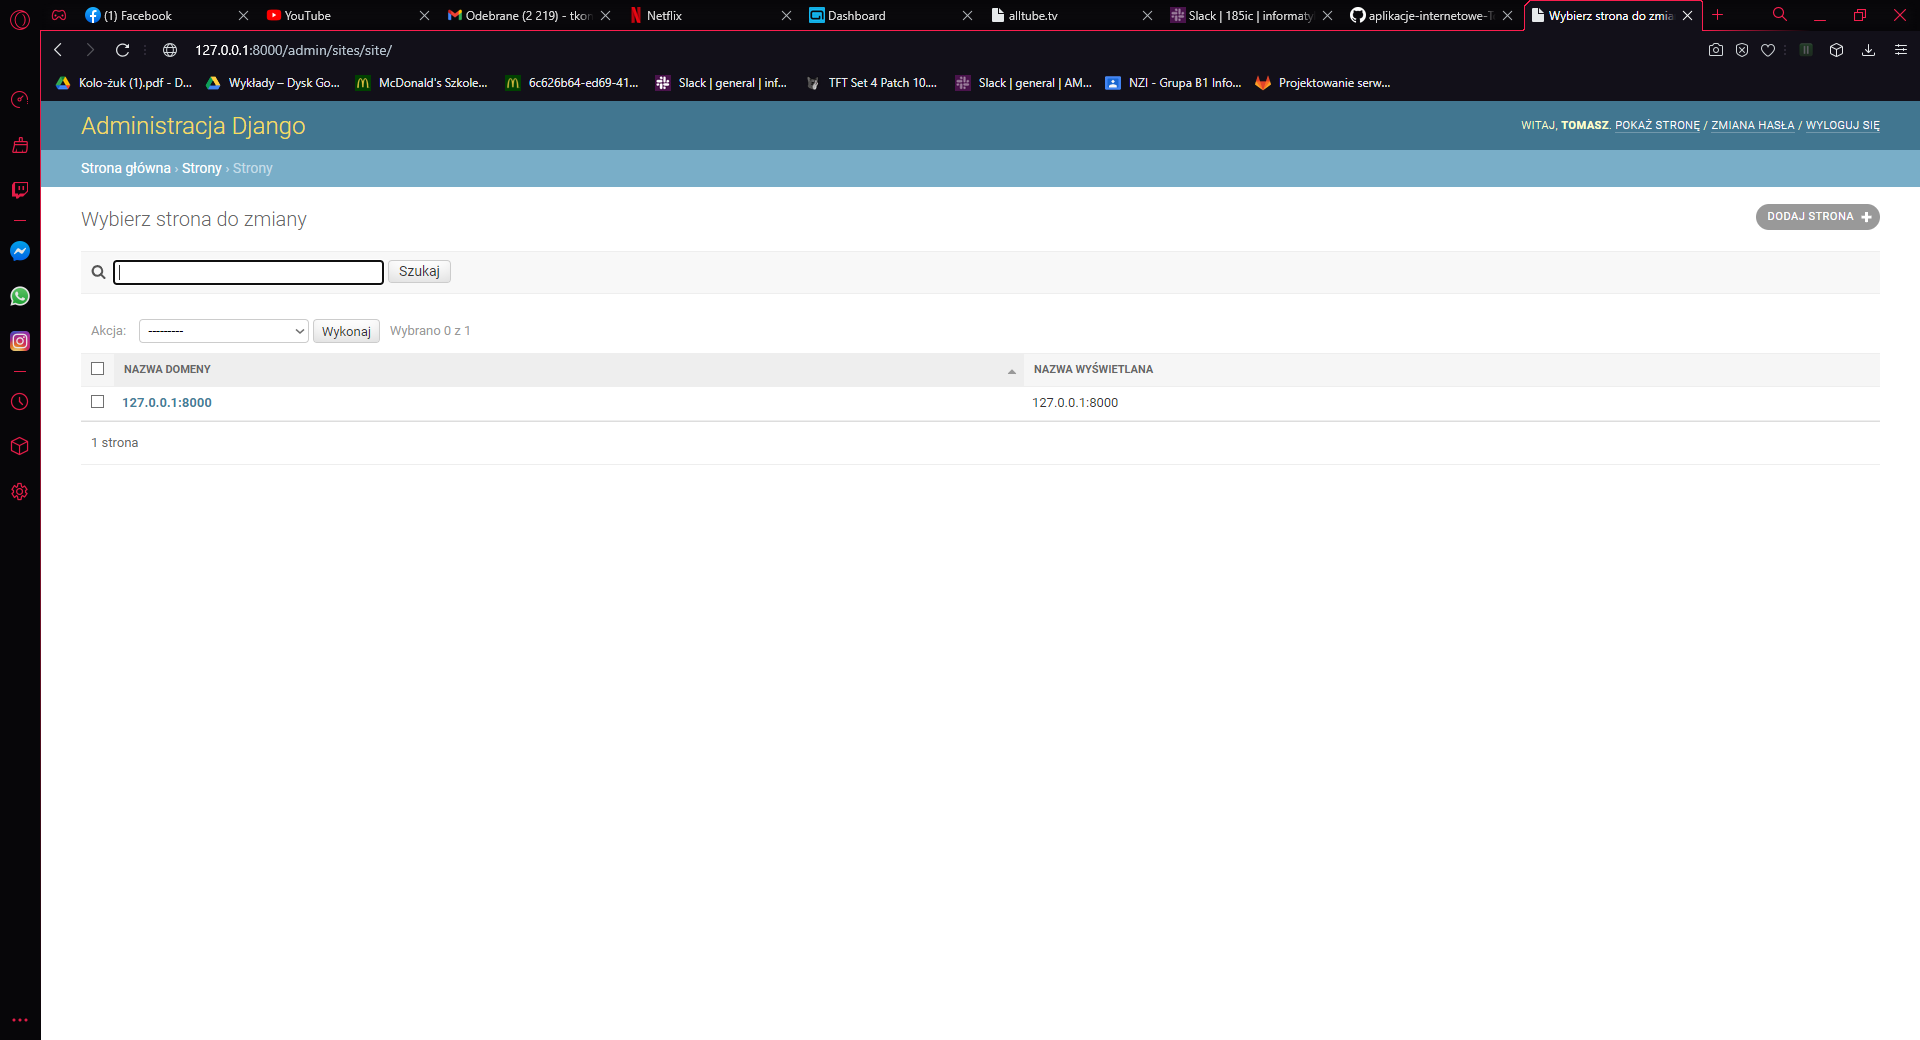 (1) Facebook
YouTube
Odebrane (2 219) - tkon
Netflix
Dashboard
alltube.tv
Slack | 185ic | informaty
aplikacje-internetowe-T
Wybierz strona do zmia
127.0.0.1:8000/admin/sites/site/
Kolo-żuk (1).pdf - D...
Wykłady – Dysk Go...
McDonald's Szkole...
6c626b64-ed69-41...
Slack | general | inf...
TFT Set 4 Patch 10....
Slack | general | AM...
NZI - Grupa B1 Info...
Projektowanie serw...
Administracja Django
WITAJ, TOMASZ. POKAŻ STRONĘ / ZMIANA HASŁA / WYLOGUJ SIĘ
Strona główna › Strony › Strony
Wybierz strona do zmiany
DODAJ STRONA
Szukaj
Akcja: --------- Wykonaj Wybrano 0 z 1
NAZWA DOMENY NAZWA WYŚWIETLANA
127.0.0.1:8000 127.0.0.1:8000
1 strona